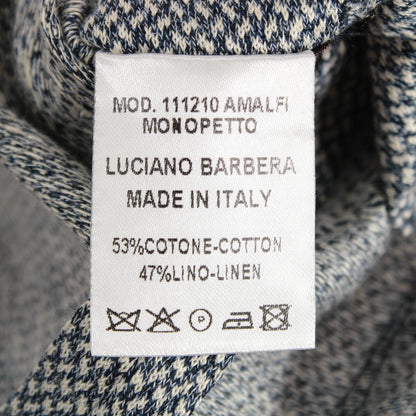 MOD. 111210 AMALFI
MONOPETTO
LUCIANO BARBERA
MADE IN ITALY
53%COTONE-COTTON
47%LINO-LINEN
P